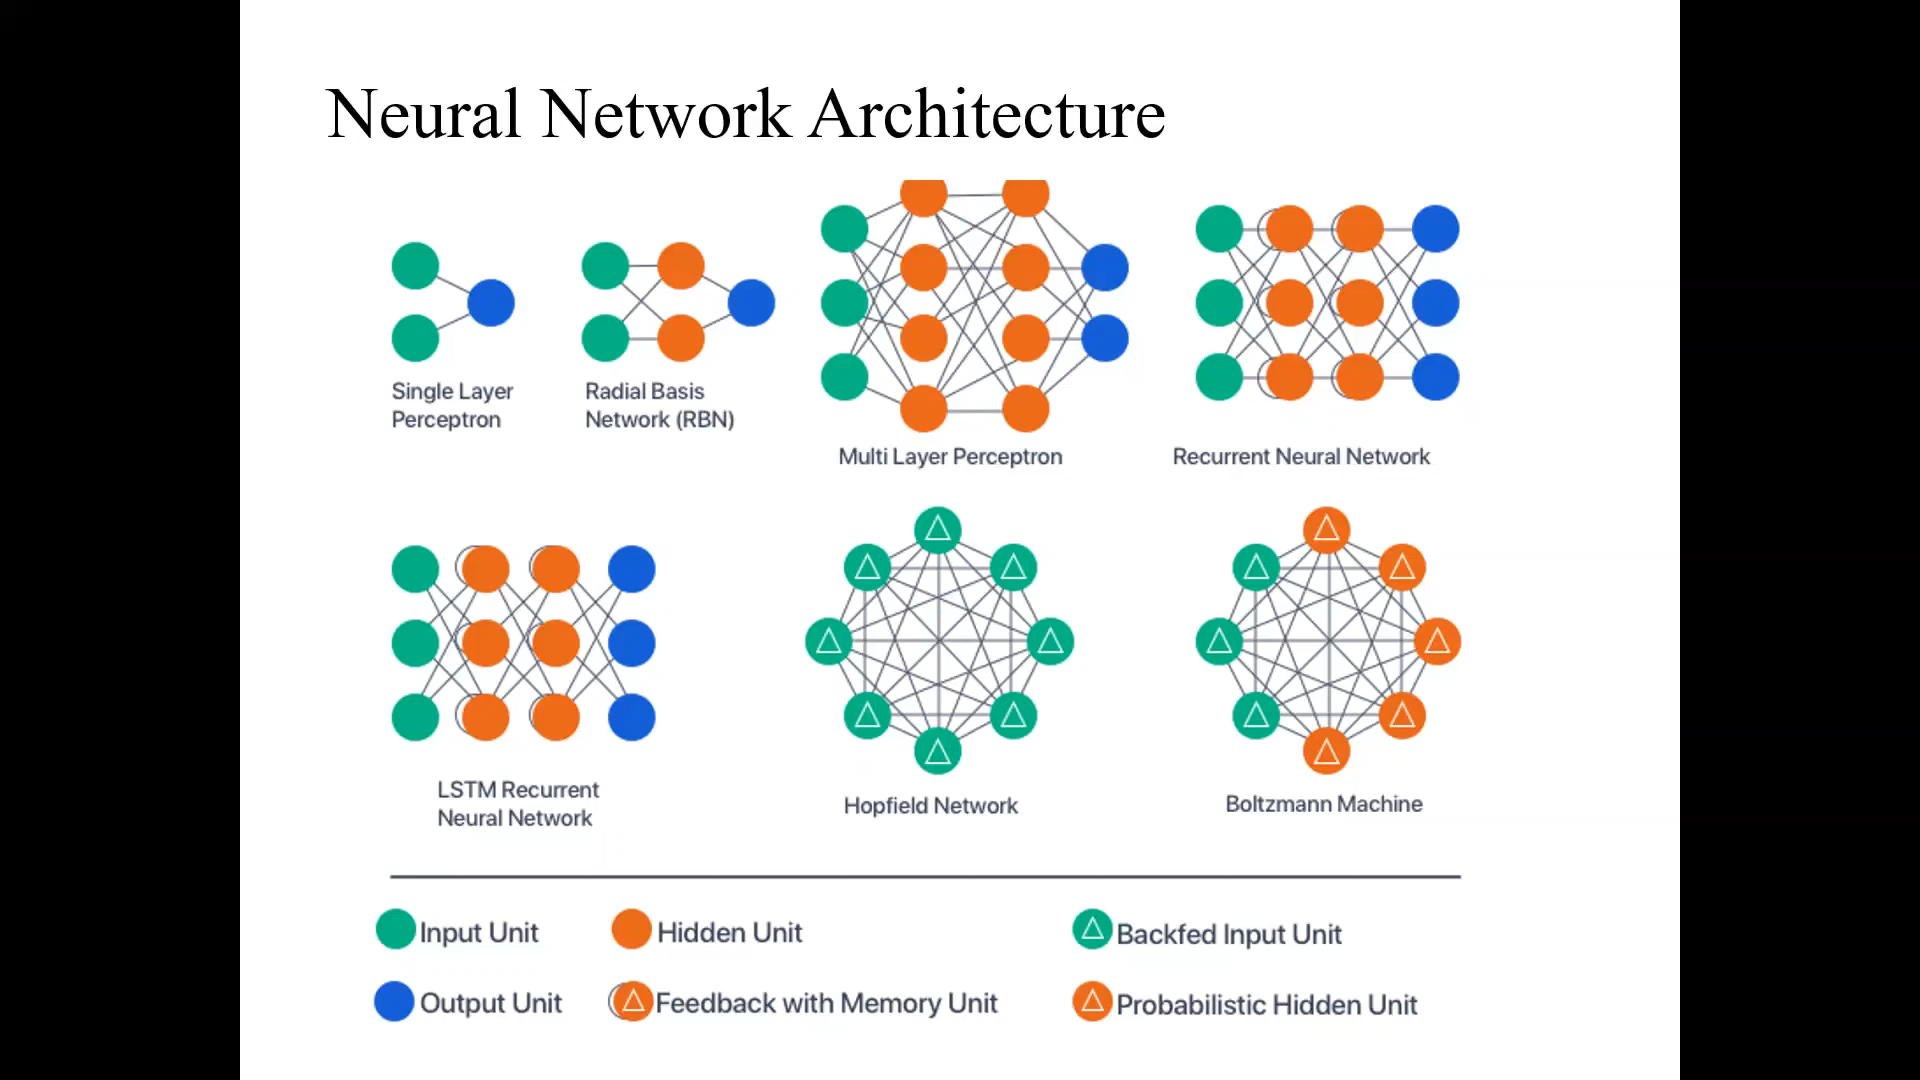 Neural Network Architecture
Single Layer
Perceptron
Radial Basis
Network (RBN)
Multi Layer Perceptron
Recurrent Neural Network
LSTM Recurrent
Neural Network
Hopfield Network
Boltzmann Machine
Input Unit
Hidden Unit
Backfed Input Unit
Output Unit
Feedback with Memory Unit
Probabilistic Hidden Unit